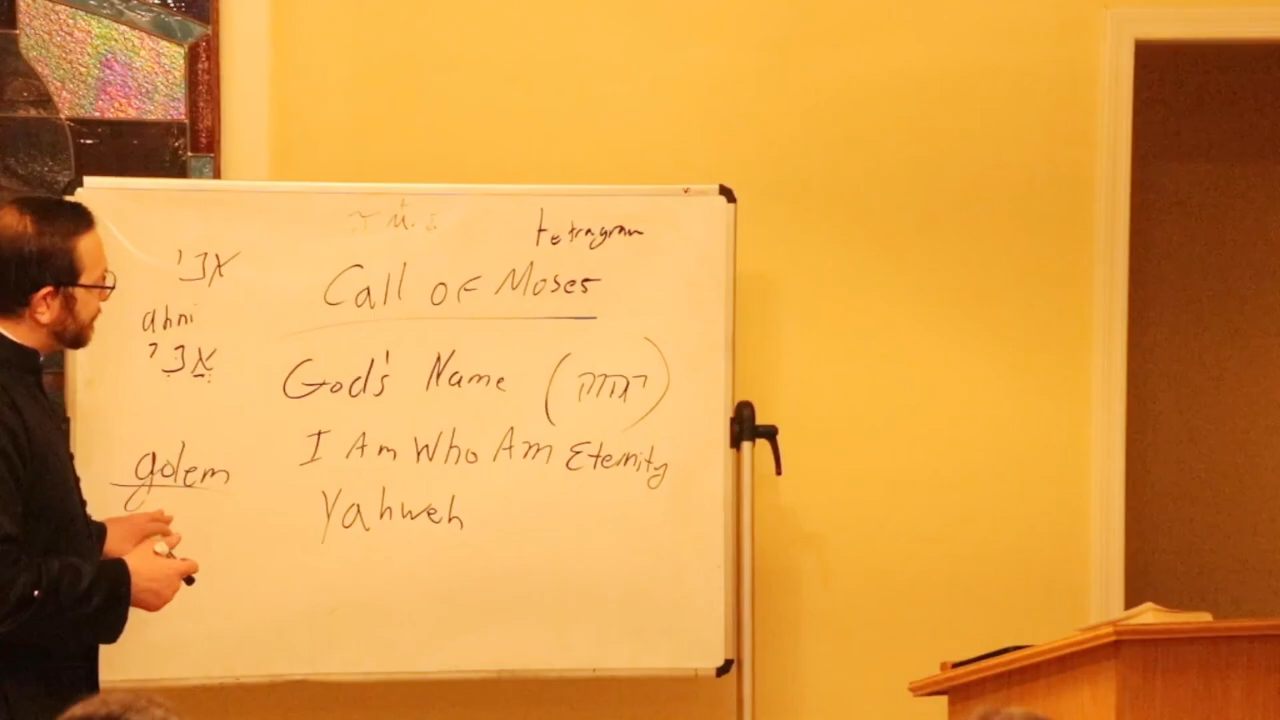 tetragram
אני
Call of Moses
ahni
אֲנִי
God's Name (יהוה)
I Am Who Am Eternity
golem
Yahweh